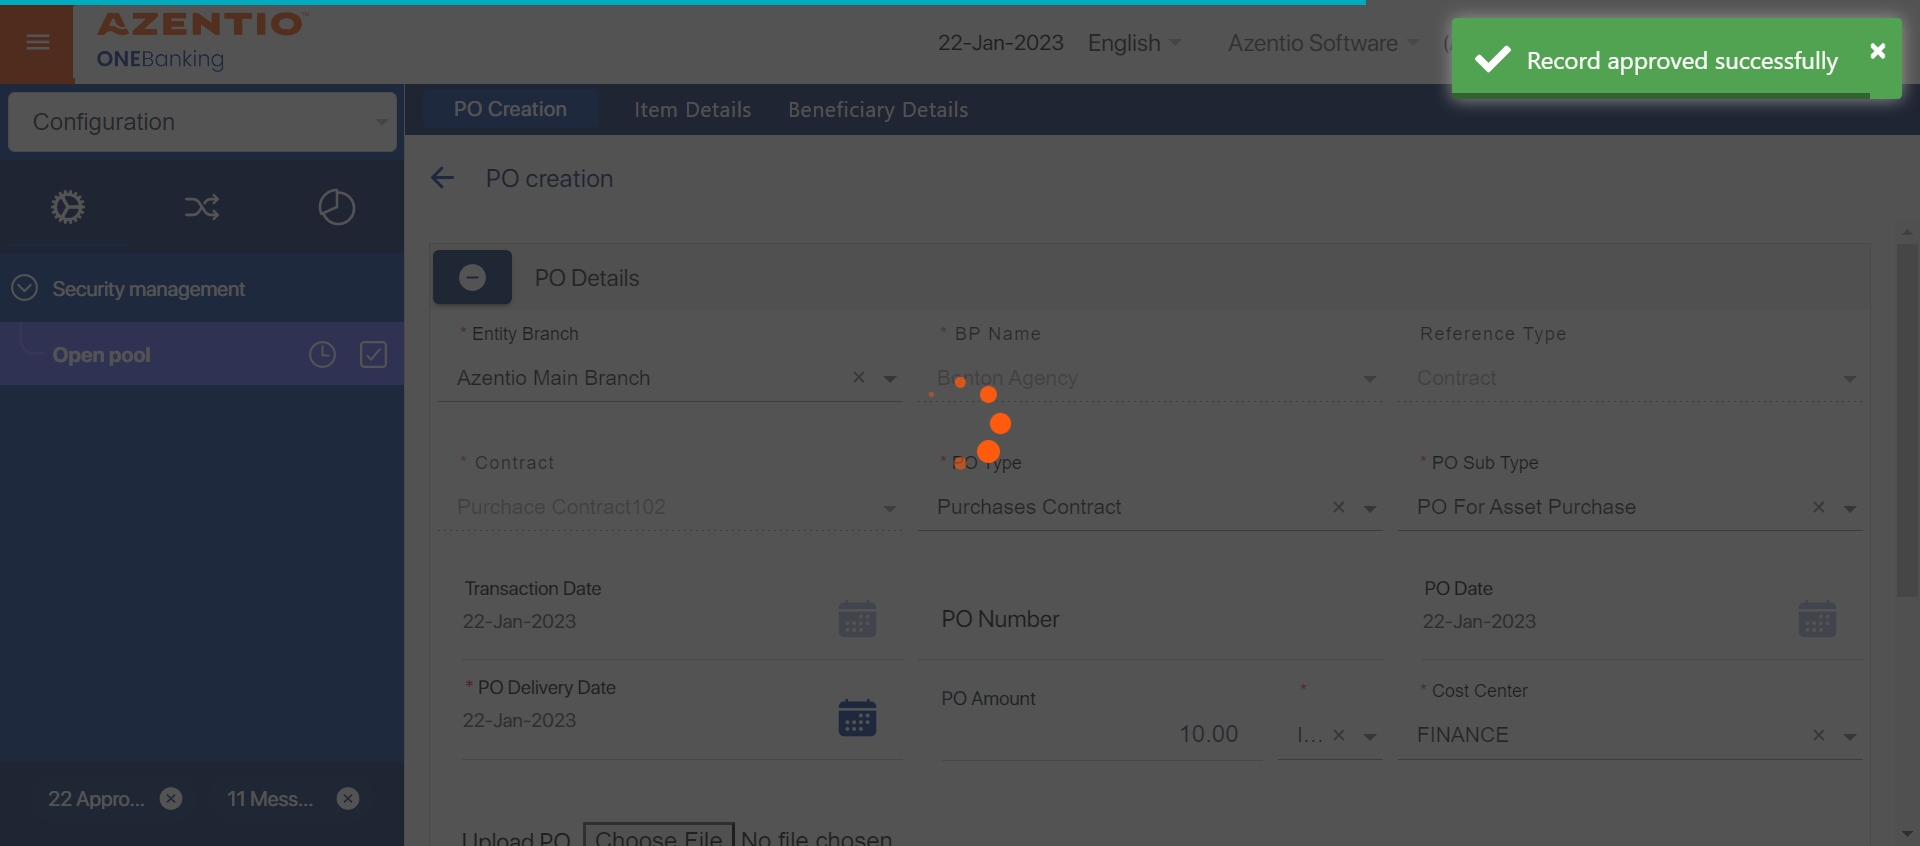 AZENTIO™
ONEBanking
22-Jan-2023 English Azentio Software
Record approved successfully
Configuration
PO Creation Item Details Beneficiary Details
PO creation
Security management
Open pool
PO Details
* Entity Branch * BP Name Reference Type
Azentio Main Branch Benton Agency Contract
* Contract * PO Type * PO Sub Type
Purchace Contract102 Purchases Contract PO For Asset Purchase
Transaction Date PO Date
22-Jan-2023 PO Number 22-Jan-2023
* PO Delivery Date PO Amount * * Cost Center
22-Jan-2023 10.00 I... FINANCE
22 Appro... 11 Mess...
Upload PO Choose File No file chosen